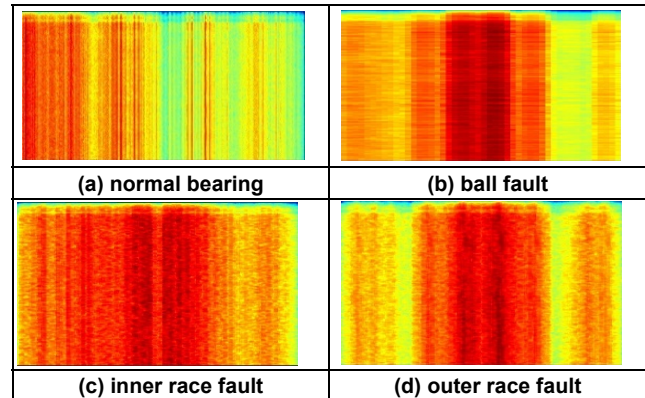 (a) normal bearing
(b) ball fault
(c) inner race fault
(d) outer race fault